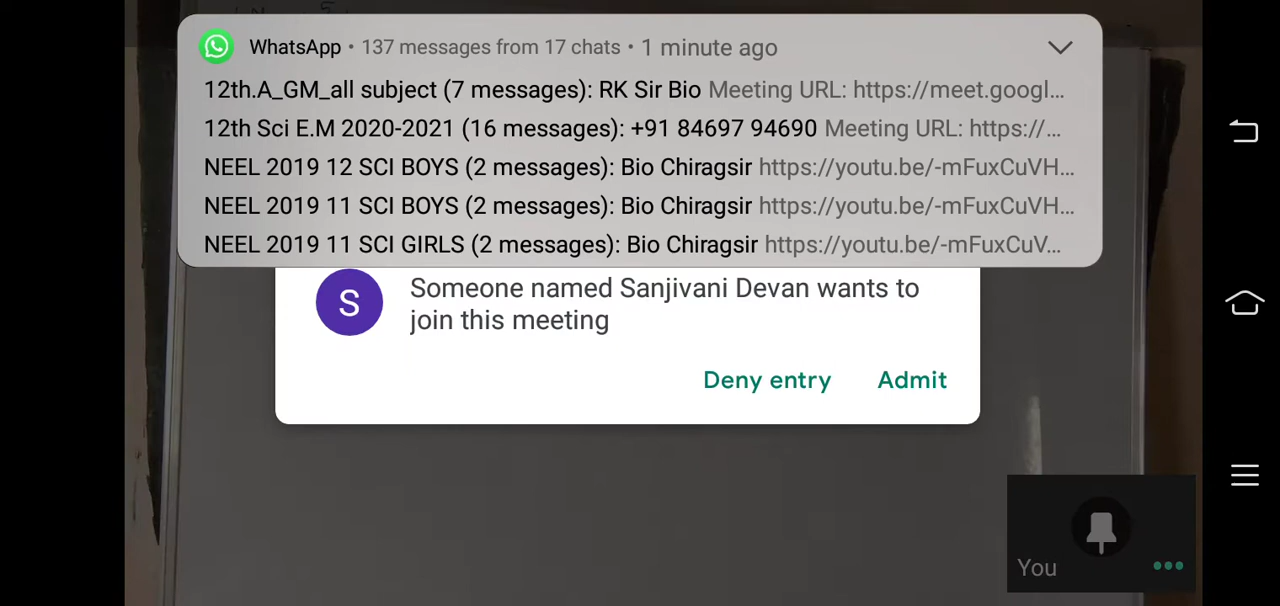 WhatsApp • 137 messages from 17 chats • 1 minute ago
12th.A_GM_all subject (7 messages): RK Sir Bio Meeting URL: https://meet.googl...
12th Sci E.M 2020-2021 (16 messages): +91 84697 94690 Meeting URL: https://...
NEEL 2019 12 SCI BOYS (2 messages): Bio Chiragsir https://youtu.be/-mFuxCuVH...
NEEL 2019 11 SCI BOYS (2 messages): Bio Chiragsir https://youtu.be/-mFuxCuVH...
NEEL 2019 11 SCI GIRLS (2 messages): Bio Chiragsir https://youtu.be/-mFuxCuV...
S
Someone named Sanjivani Devan wants to
join this meeting
Deny entry Admit
You